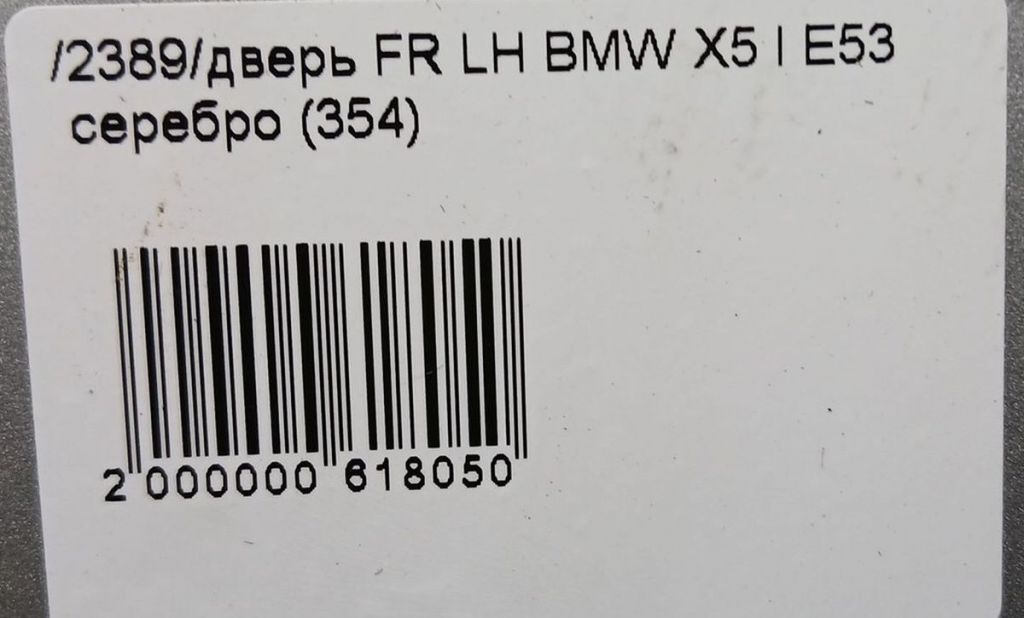 /2389/дверь FR LH BMW X5 I E53
серебро (354)
2 000000 618050